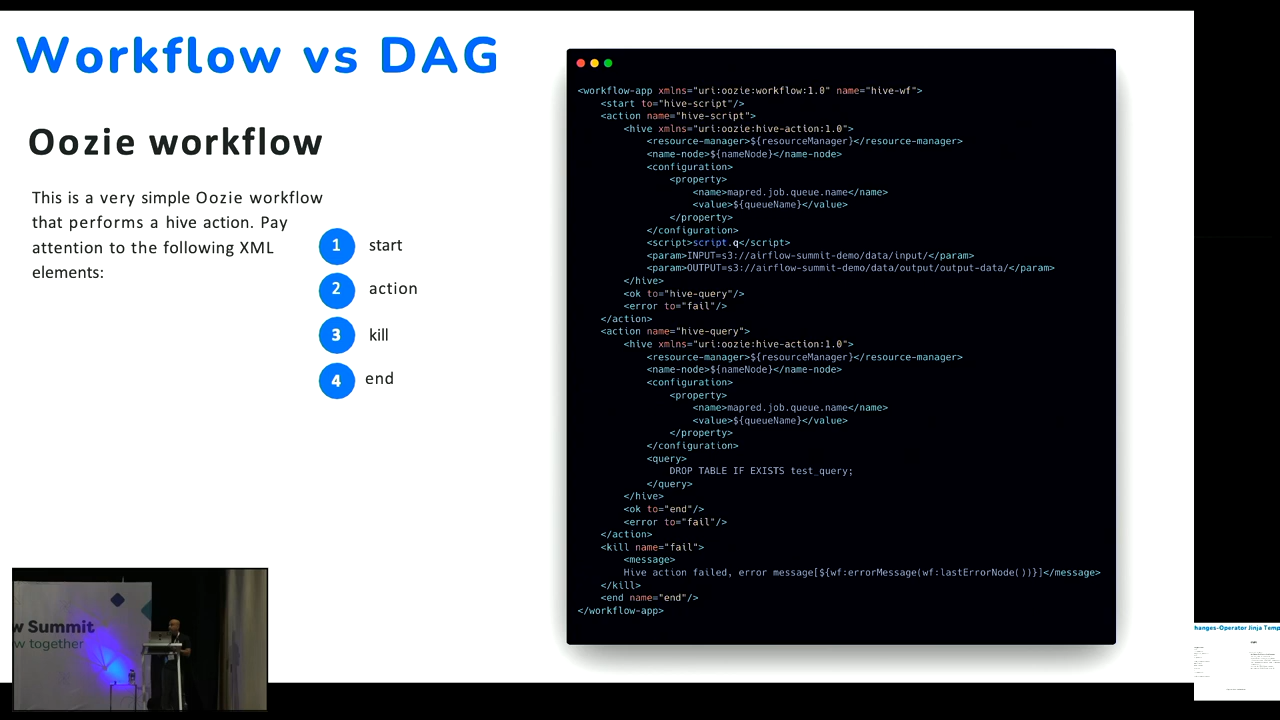 Workflow vs DAG
Oozie workflow
This is a very simple Oozie workflow
that performs a hive action. Pay
attention to the following XML
elements:
1 start
2 action
3 kill
4 end
<workflow-app xmlns="uri:oozie:workflow:1.0" name="hive-wf">
    <start to="hive-script"/>
    <action name="hive-script">
        <hive xmlns="uri:oozie:hive-action:1.0">
            <resource-manager>${resourceManager}</resource-manager>
            <name-node>${nameNode}</name-node>
            <configuration>
                <property>
                    <name>mapred.job.queue.name</name>
                    <value>${queueName}</value>
                </property>
            </configuration>
            <script>script.q</script>
            <param>INPUT=s3://airflow-summit-demo/data/input/</param>
            <param>OUTPUT=s3://airflow-summit-demo/data/output/output-data/</param>
        </hive>
        <ok to="hive-query"/>
        <error to="fail"/>
    </action>
    <action name="hive-query">
        <hive xmlns="uri:oozie:hive-action:1.0">
            <resource-manager>${resourceManager}</resource-manager>
            <name-node>${nameNode}</name-node>
            <configuration>
                <property>
                    <name>mapred.job.queue.name</name>
                    <value>${queueName}</value>
                </property>
            </configuration>
            <query>
                DROP TABLE IF EXISTS test_query;
            </query>
        </hive>
        <ok to="end"/>
        <error to="fail"/>
    </action>
    <kill name="fail">
        <message>
        Hive action failed, error message[${wf:errorMessage(wf:lastErrorNode())}]</message>
    </kill>
    <end name="end"/>
</workflow-app>
w Summit
w together
hanges-Operator Jinja Temp